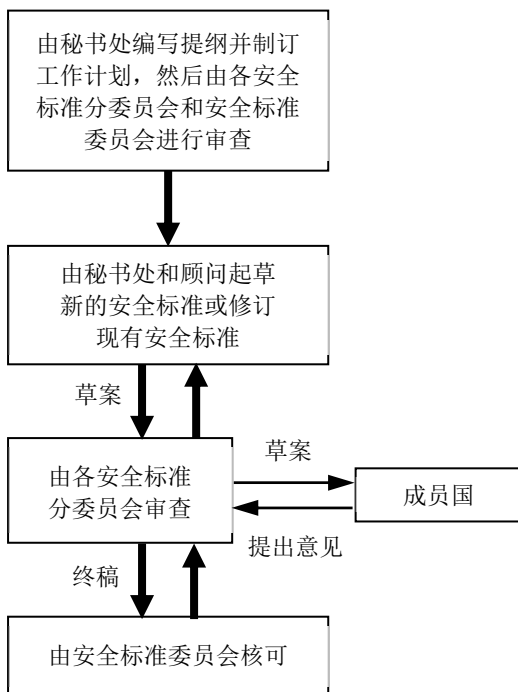 由秘书处编写提纲并制订
工作计划，然后由各安全
标准分委员会和安全标准
委员会进行审查
由秘书处和顾问起草
新的安全标准或修订
现有安全标准
草案
由各安全标准
分委员会审查
草案
成员国
提出意见
终稿
由安全标准委员会核可